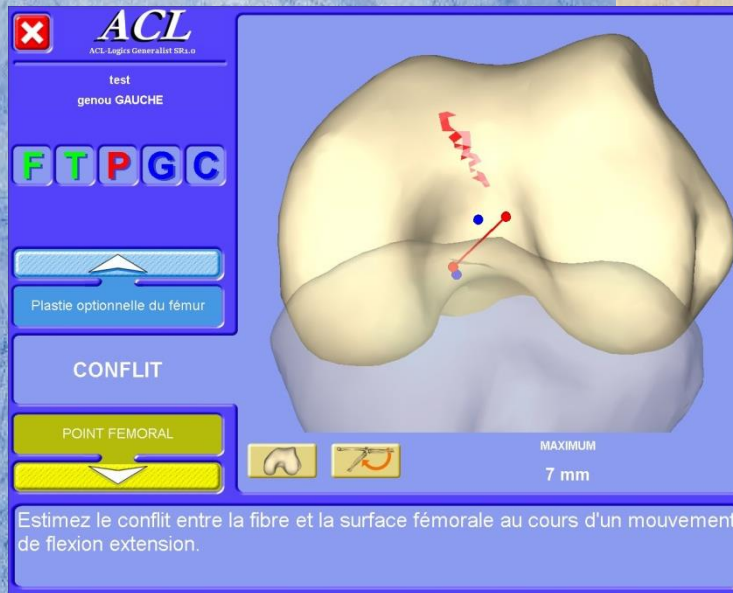 ACL
ACL-Logics Generalist SR2.0
test
genou GAUCHE
F T P G C
Plastie optionnelle du fémur
CONFLIT
POINT FEMORAL
MAXIMUM
7 mm
Estimez le conflit entre la fibre et la surface fémorale au cours d'un mouvement
de flexion extension.